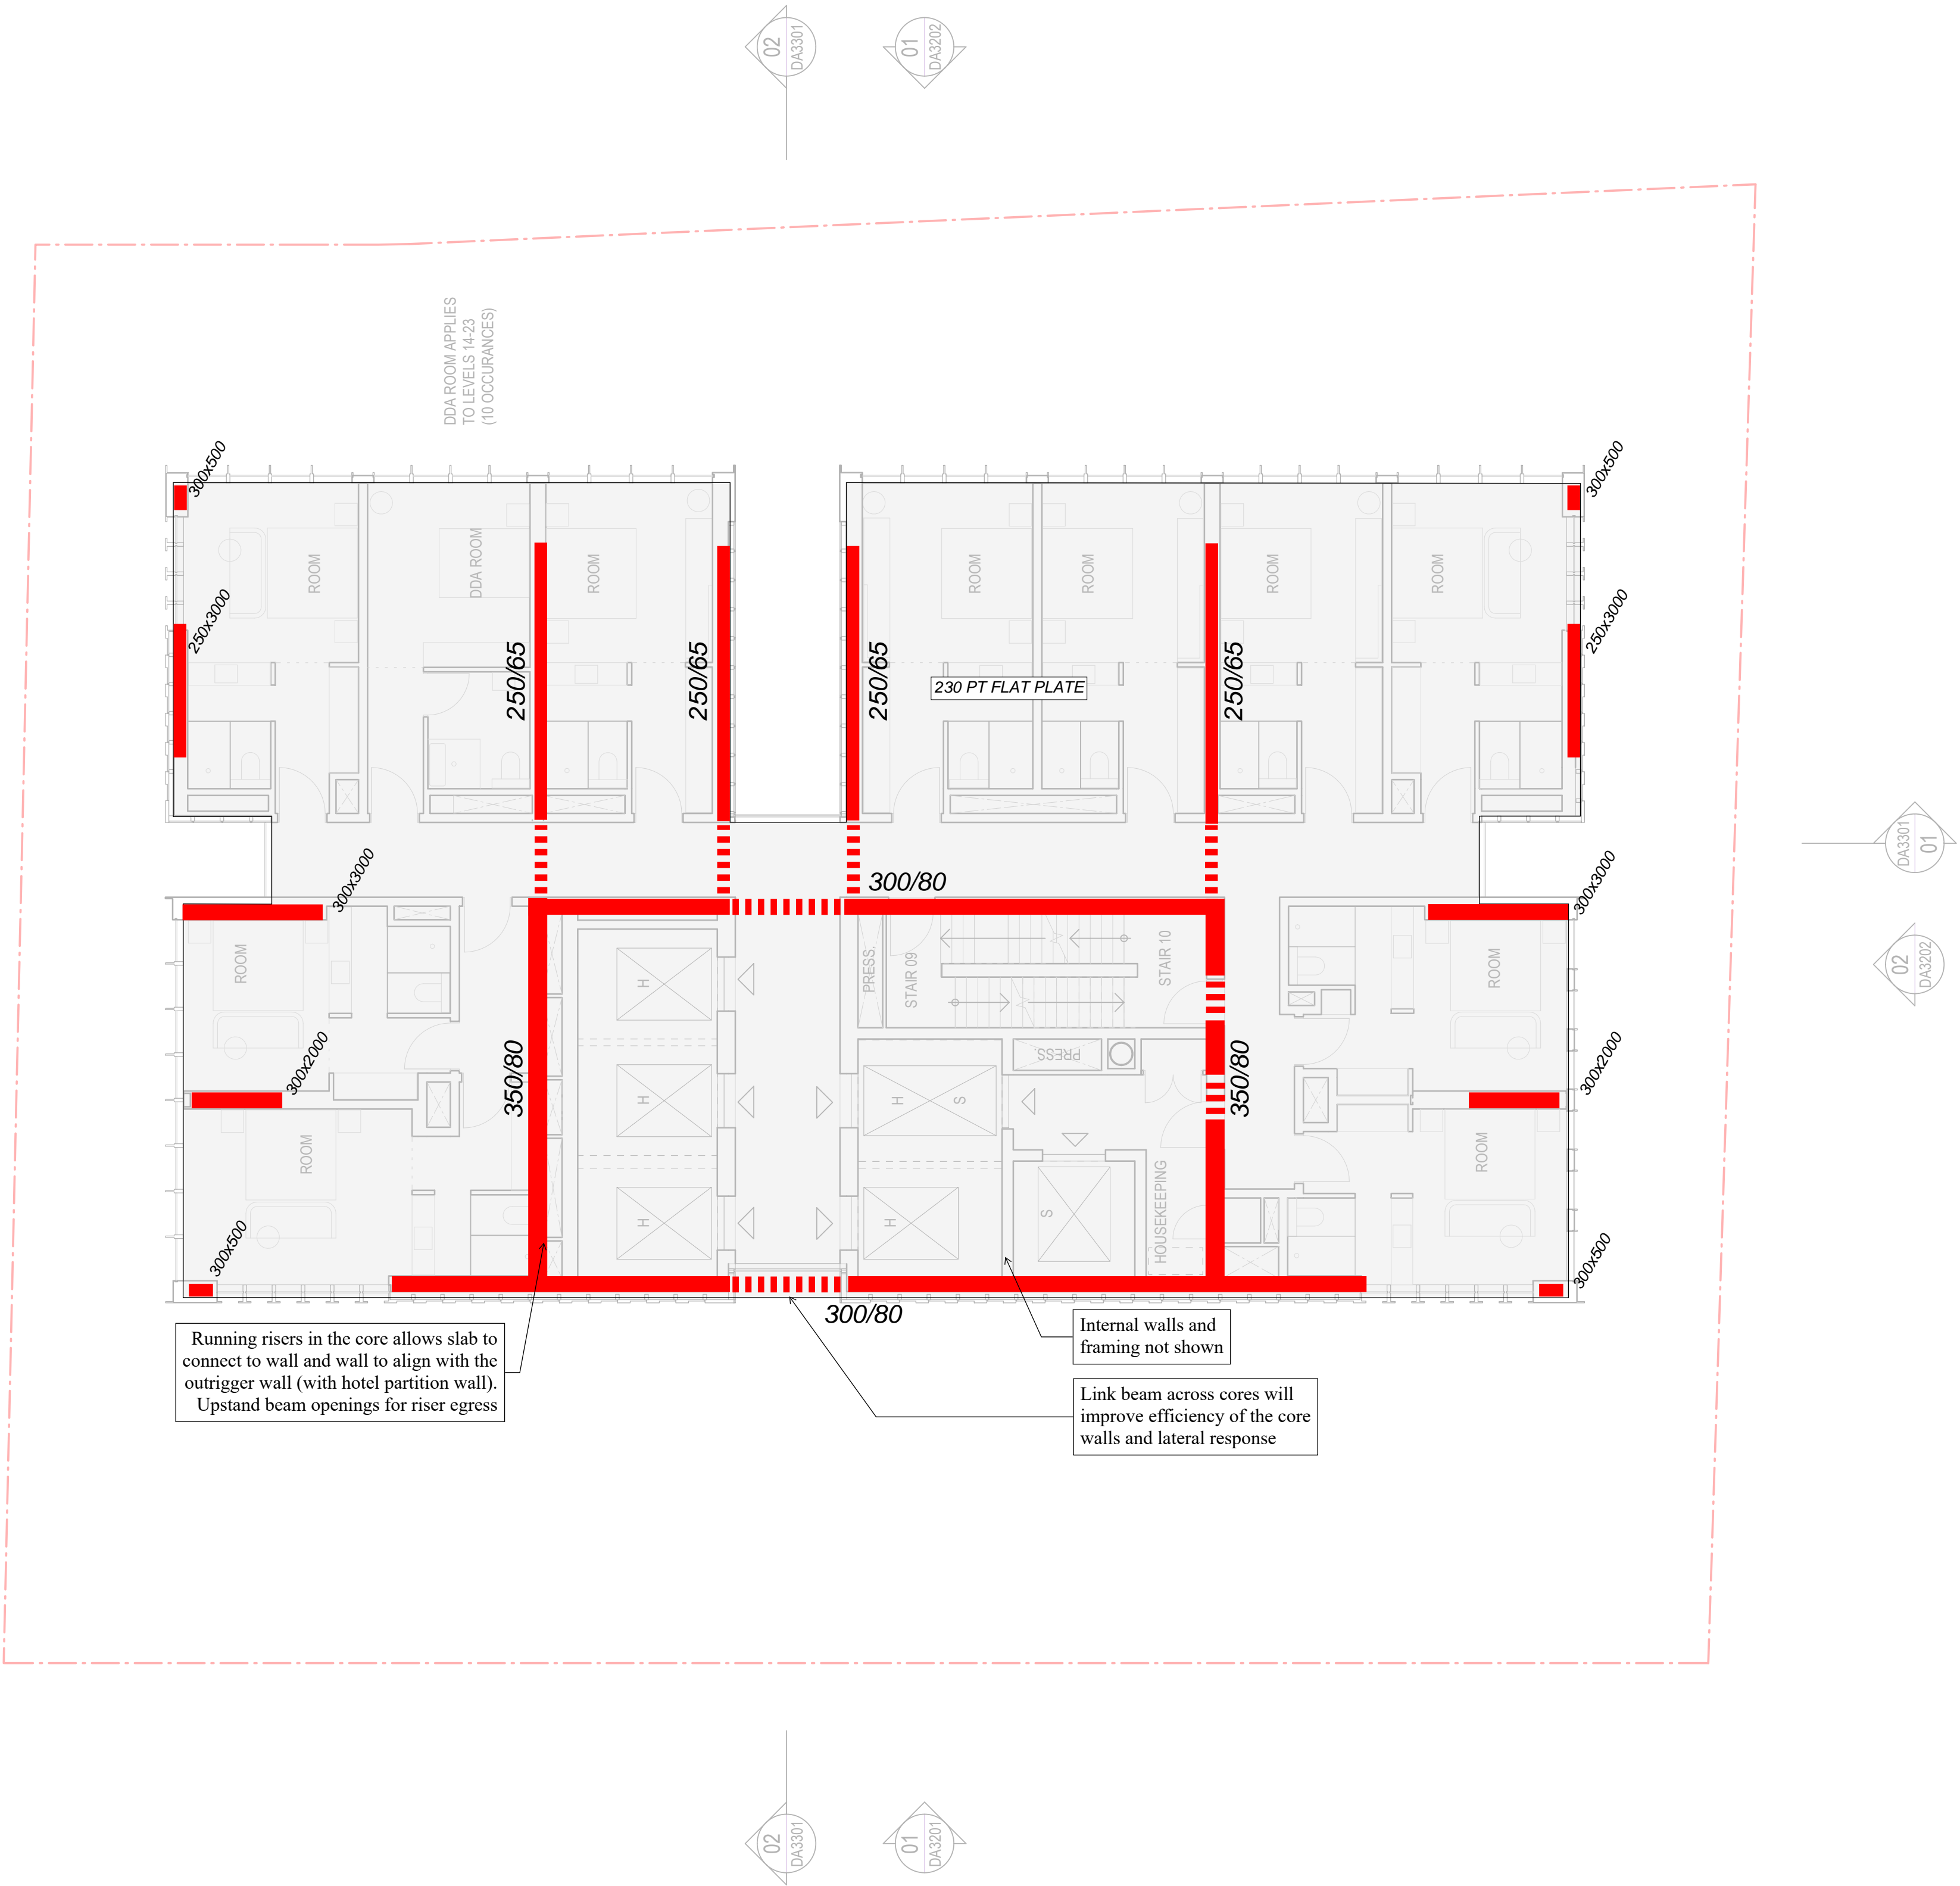 02
DA3301
01
DA3202
DDA ROOM APPLIES
TO LEVELS 14-23
(10 OCCURANCES)
300x500
300x500
ROOM
DDA ROOM
ROOM
ROOM
ROOM
ROOM
ROOM
250x3000
250x3000
250/65
250/65
250/65
250/65
230 PT FLAT PLATE
DA3301
01
300x3000
300/80
300x3000
ROOM
H
PRESS.
STAIR 09
STAIR 10
ROOM
02
DA3202
300x2000
350/80
PRESS
350/80
300x2000
H
H
S
ROOM
ROOM
H
H
S
HOUSEKEEPING
300x500
300x500
300/80
Running risers in the core allows slab to
connect to wall and wall to align with the
outrigger wall (with hotel partition wall).
Upstand beam openings for riser egress
Internal walls and
framing not shown
Link beam across cores will
improve efficiency of the core
walls and lateral response
02
DA3301
01
DA3201